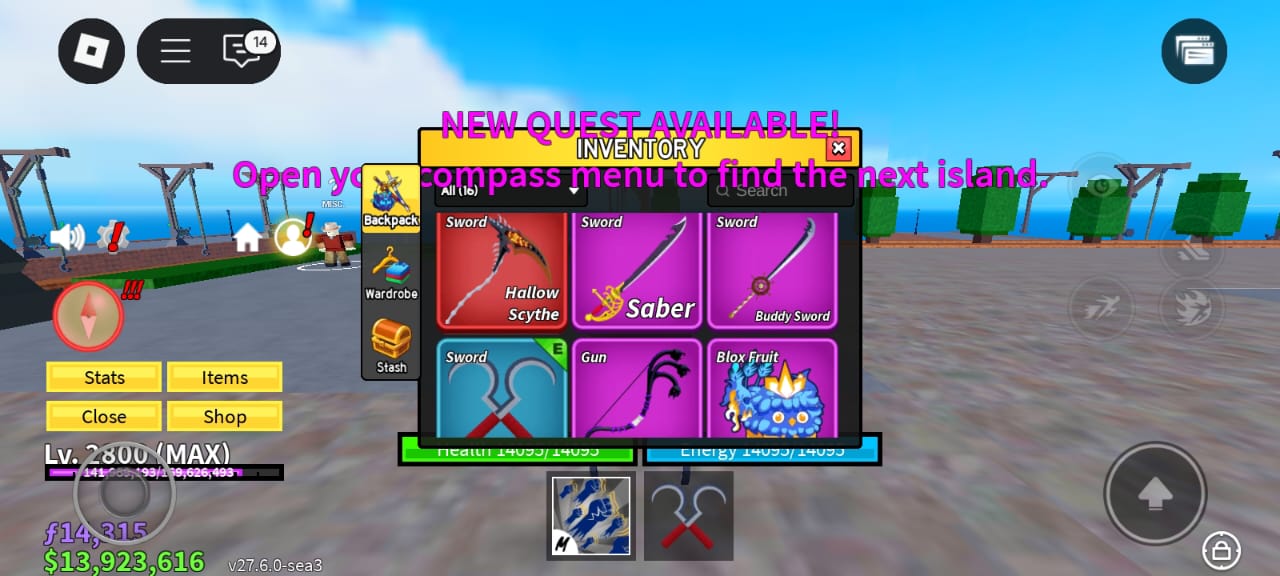 14
NEW QUEST AVAILABLE!
INVENTORY
Open your compass menu to find the next island.
All (16)
Search
MISC.
Backpack
Wardrobe
Stash
Sword
Hallow
Scythe
Sword
Saber
Sword
Buddy Sword
Sword
E
Gun
Blox Fruit
!
!
!!!
Stats
Items
Close
Shop
Lv. 2800 (MAX)
Health 14095/14095
Energy 14095/14095
M
ƒ14,315
$13,923,616
v27.6.0-sea3